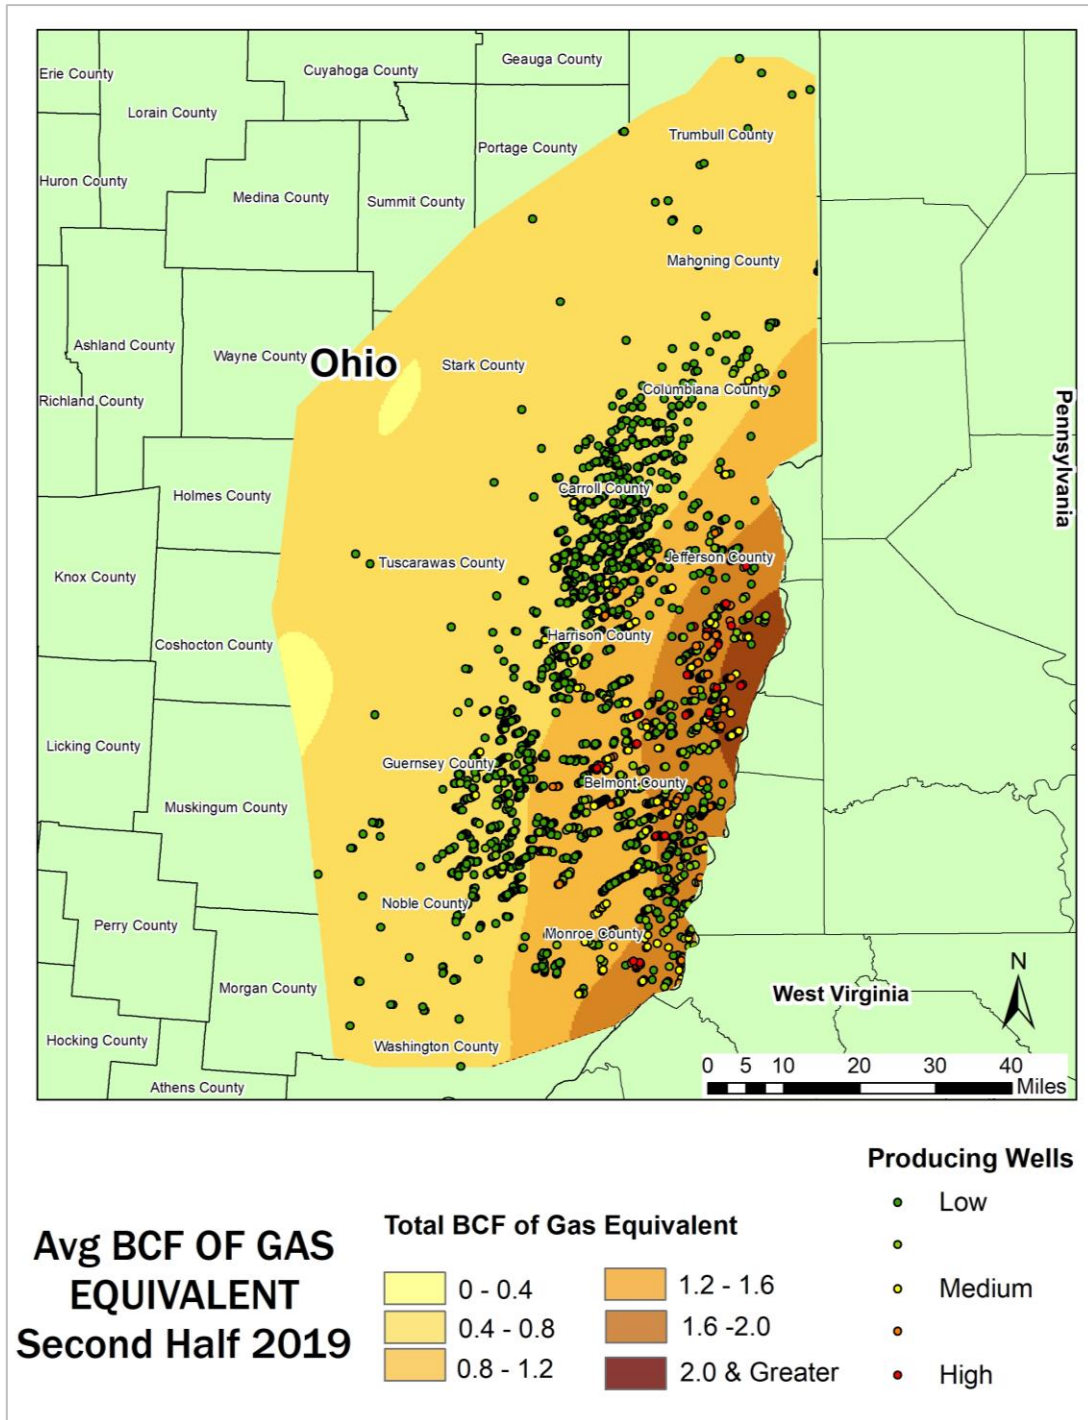 Erie County
Cuyahoga County
Geauga County
Lorain County
Trumbull County
Portage County
Huron County
Medina County
Summit County
Mahoning County
Ashland County
Wayne County
Ohio
Stark County
Richland County
Columbiana County
Pennsylvania
Holmes County
Carroll County
Knox County
Tuscarawas County
Jefferson County
Coshocton County
Harrison County
Licking County
Guernsey County
Belmont County
Muskingum County
Perry County
Noble County
Monroe County
Morgan County
West Virginia
N
Hocking County
Washington County
Athens County
0 5 10 20 30 40
Miles
Avg BCF OF GAS
EQUIVALENT
Second Half 2019
Total BCF of Gas Equivalent
0 - 0.4
0.4 - 0.8
0.8 - 1.2
1.2 - 1.6
1.6 -2.0
2.0 & Greater
Producing Wells
Low
Medium
High